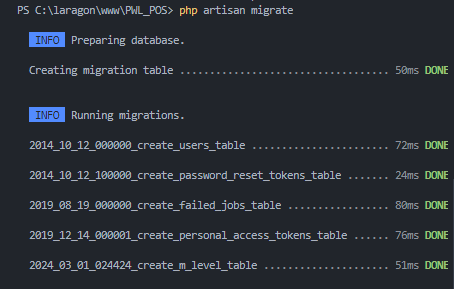 PS C:\laragon\www\PWL_POS> php artisan migrate
INFO Preparing database.
Creating migration table .................................. 50ms DONE
INFO Running migrations.
2014_10_12_000000_create_users_table ...................... 72ms DONE
2014_10_12_100000_create_password_reset_tokens_table ...... 24ms DONE
2019_08_19_000000_create_failed_jobs_table ................ 80ms DONE
2019_12_14_000001_create_personal_access_tokens_table ..... 76ms DONE
2024_03_01_024424_create_m_level_table .................... 51ms DONE